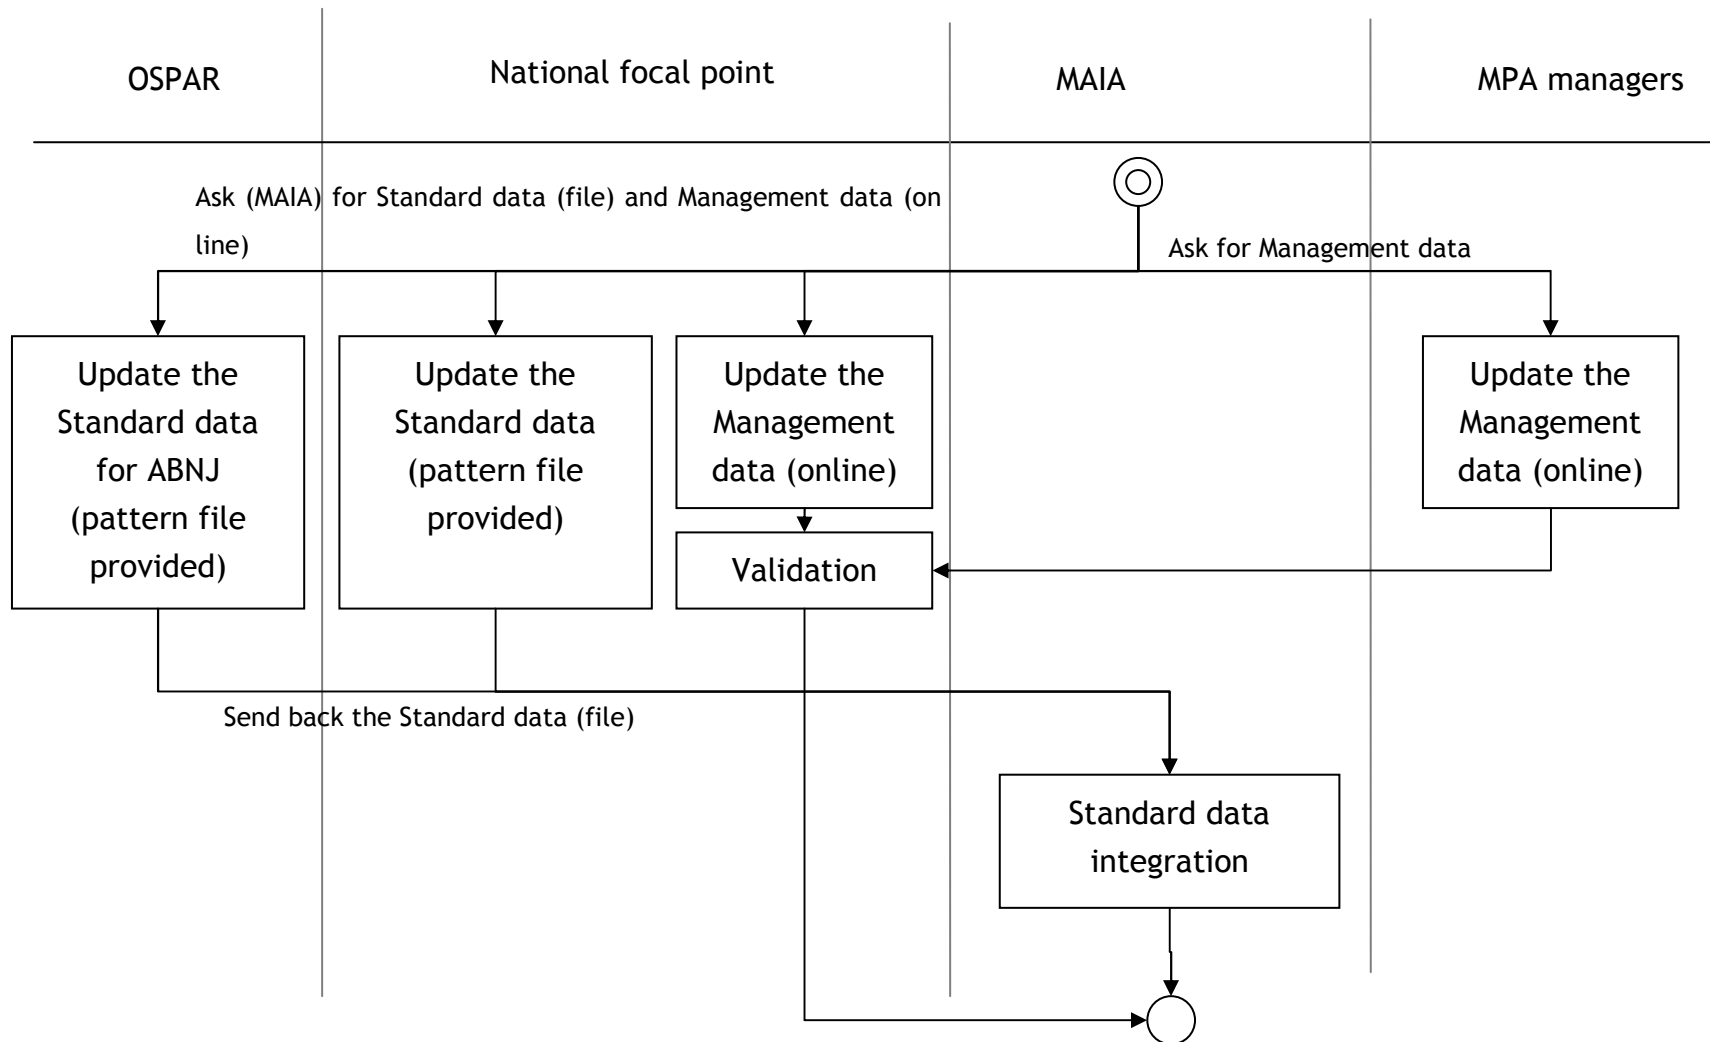 OSPAR
National focal point
MAIA
MPA managers
Ask (MAIA) for Standard data (file) and Management data (on
line)
Ask for Management data
Update the
Standard data
for ABNJ
(pattern file
provided)
Update the
Standard data
(pattern file
provided)
Update the
Management
data (online)
Update the
Management
data (online)
Validation
Send back the Standard data (file)
Standard data
integration